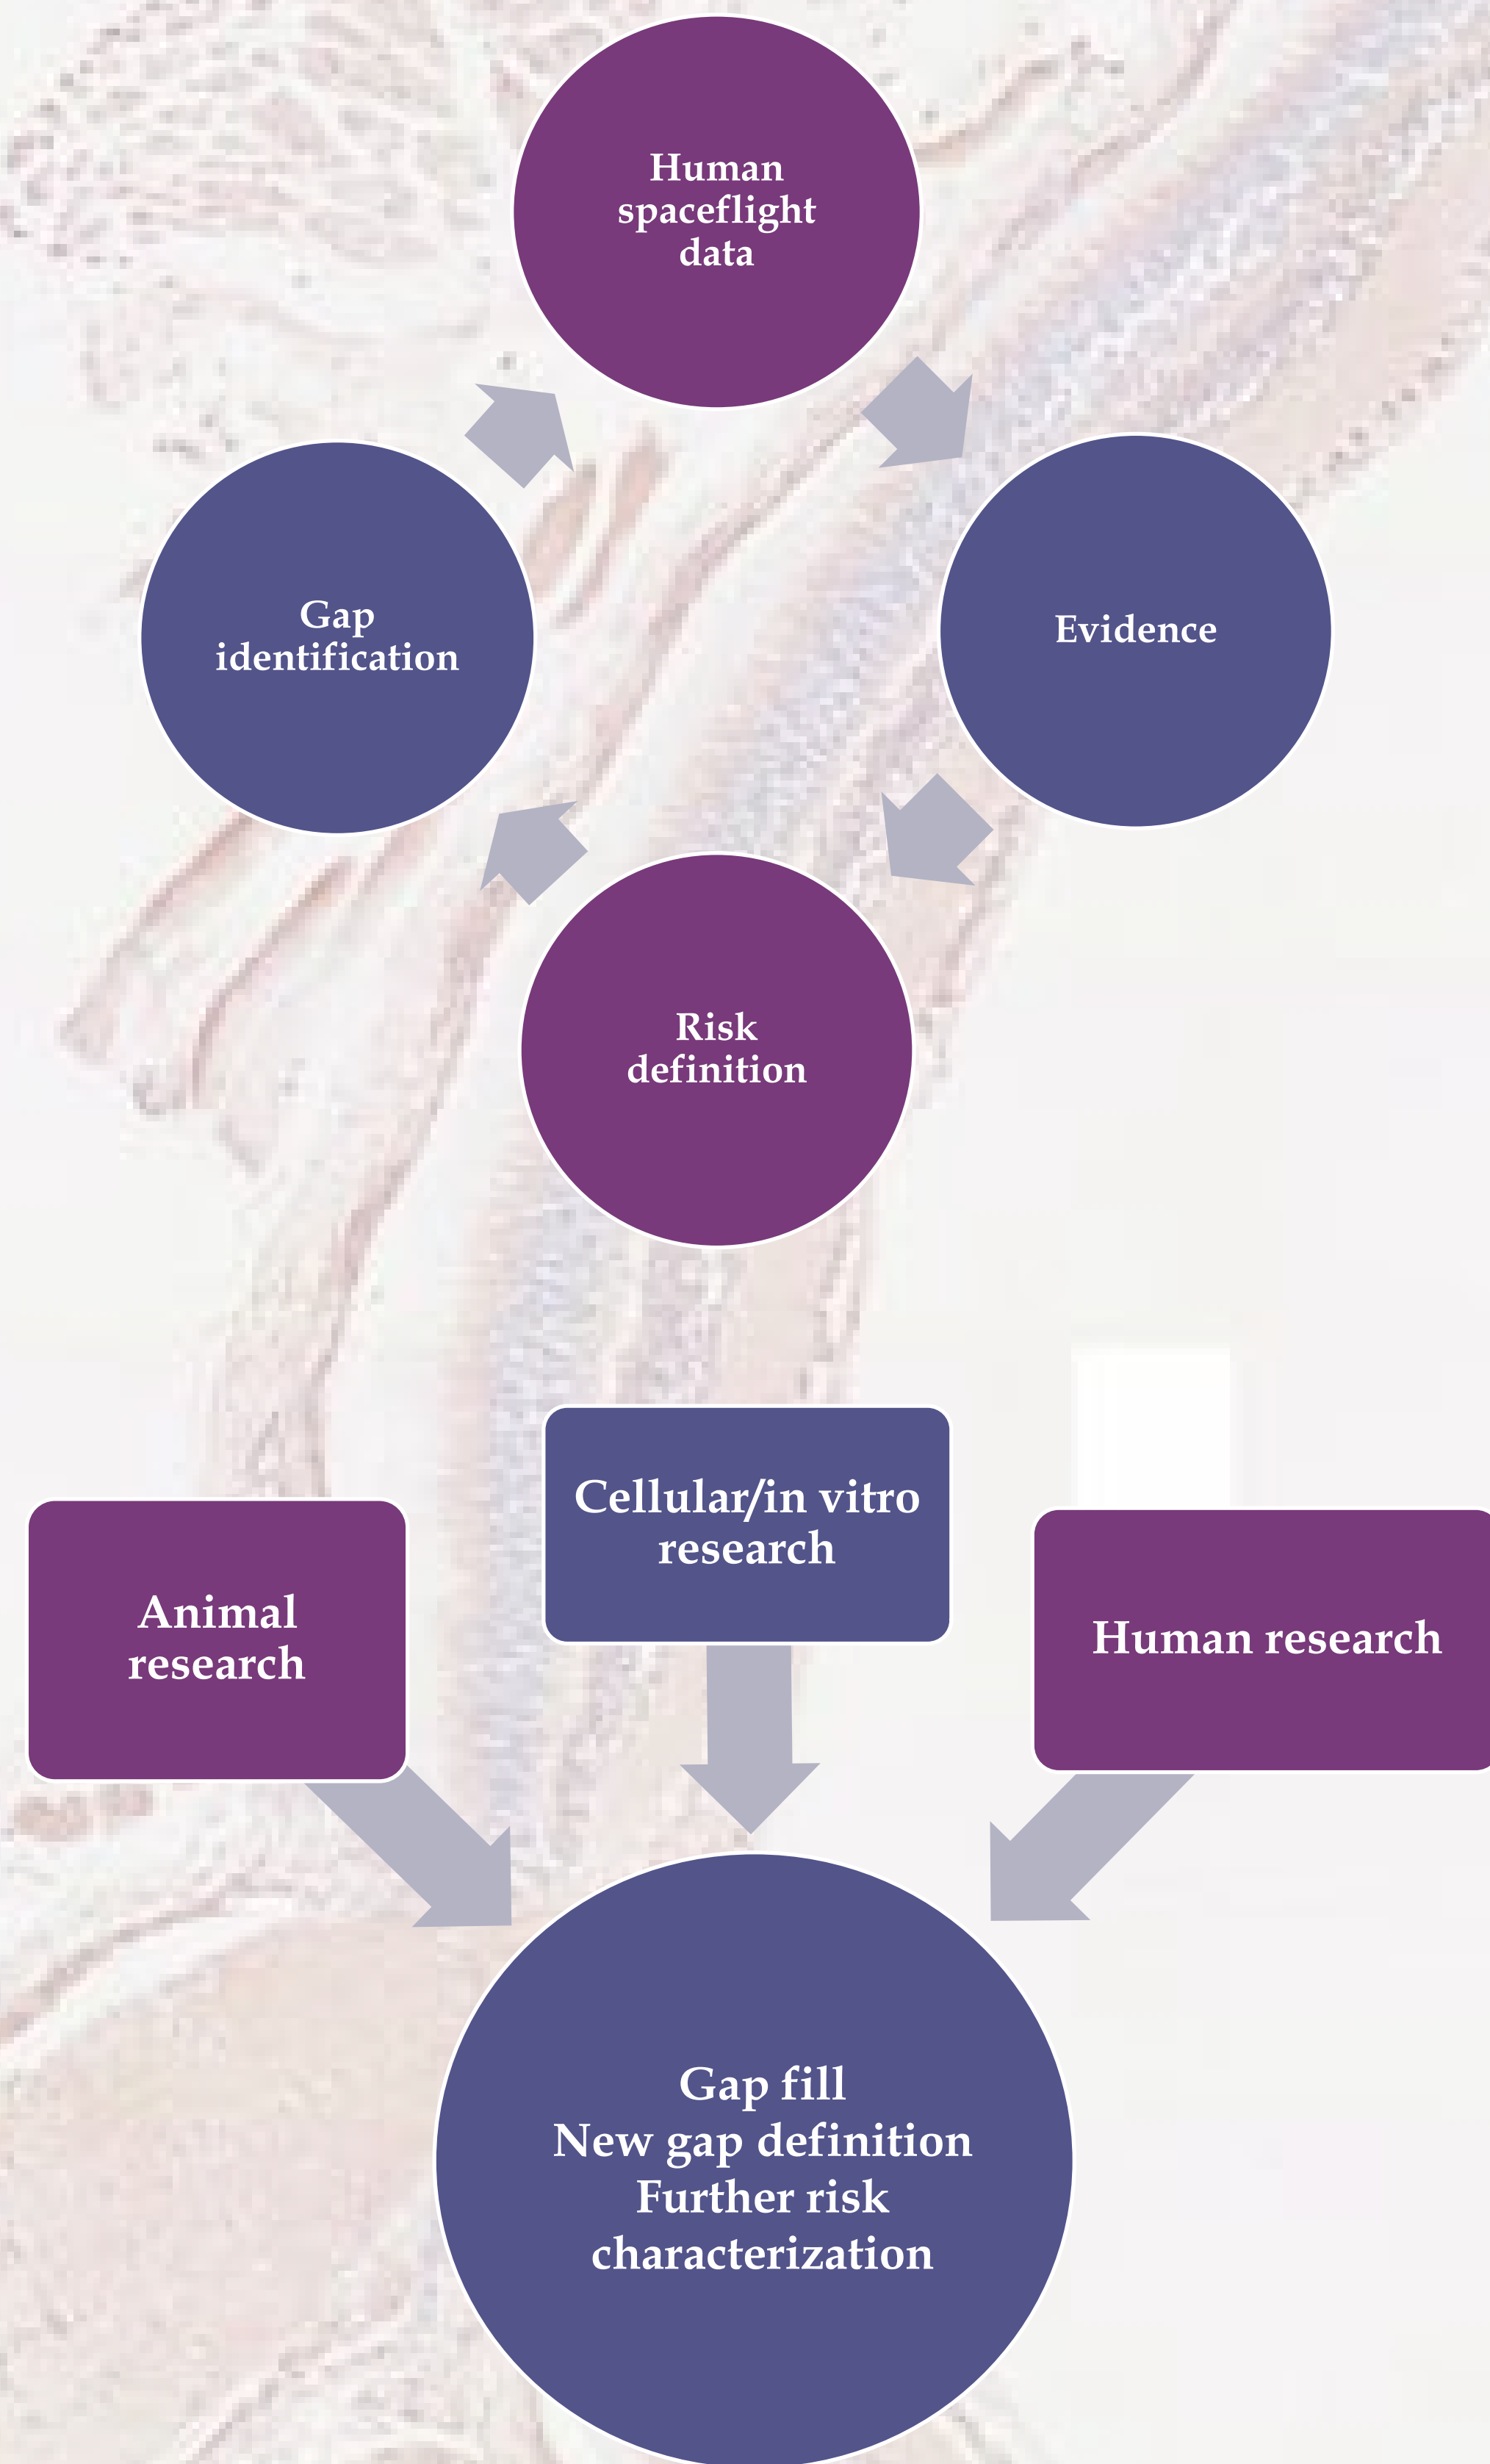 Human
spaceflight
data
Gap
identification
Evidence
Risk
definition
Cellular/in vitro
research
Animal
research
Human research
Gap fill
New gap definition
Further risk
characterization